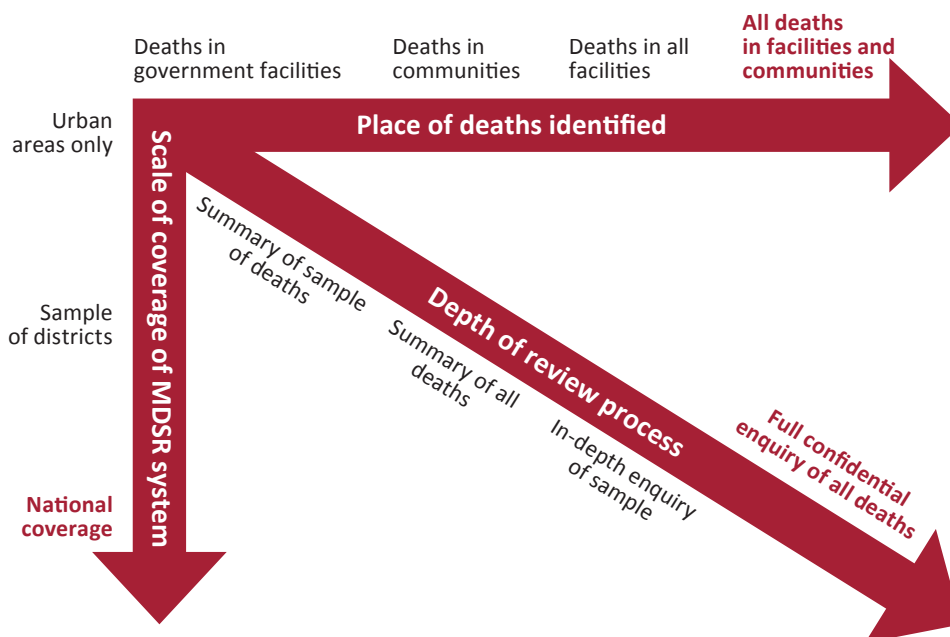 Deaths in
government facilities
Deaths in
communities
Deaths in all
facilities
All deaths
in facilities and
communities
Urban
areas only
Place of deaths identified
Scale of coverage of MDSR system
Summary of sample
of deaths
Sample
of districts
Depth of review process
Summary of all
deaths
In-depth enquiry
of sample
Full confidential
enquiry of all deaths
National
coverage